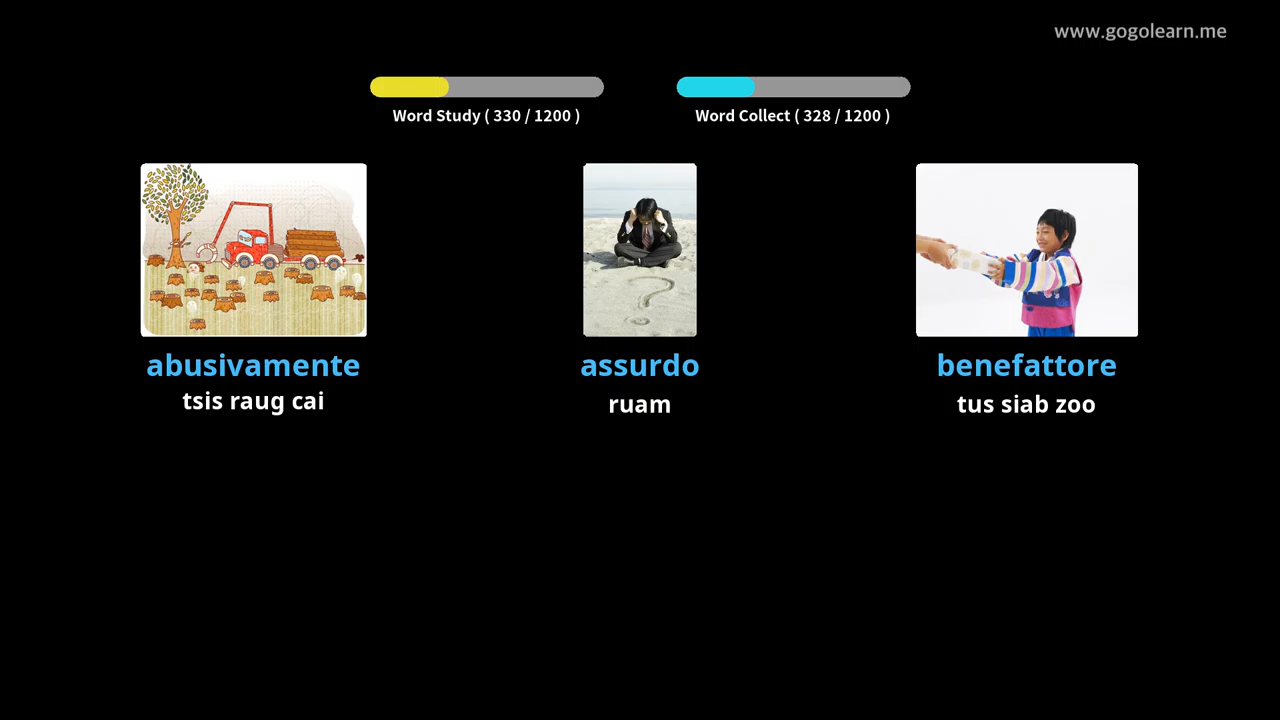 www.gogolearn.me
Word Study ( 330 / 1200 )
Word Collect ( 328 / 1200 )
abusivamente
tsis raug cai
assurdo
ruam
benefattore
tus siab zoo